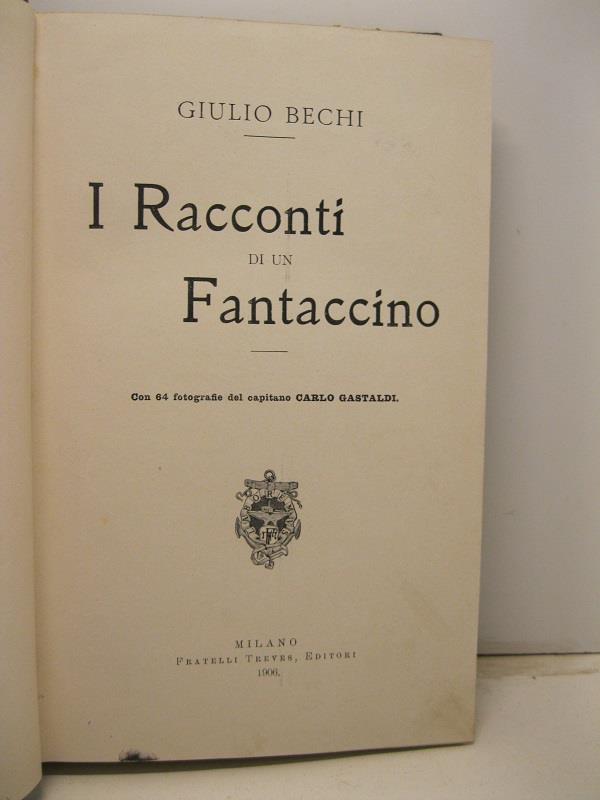 GIULIO BECHI
I Racconti
DI UN
Fantaccino
Con 64 fotografie del capitano CARLO GASTALDI.
MILANO
FRATELLI TREVES, EDITORI
1906.